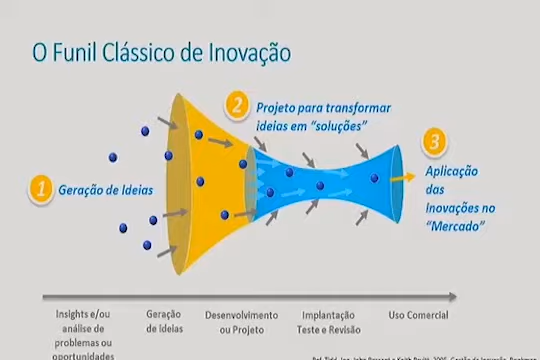 O Funil Clássico de Inovação
2
Projeto para transformar
ideias em “soluções”
3
1
Geração de Ideias
Aplicação
das
inovações no
“Mercado”
Insights e/ou
análise de
problemas ou
oportunidades
Geração
de Ideias
Desenvolvimento
ou Projeto
Implantação
Teste e Revisão
Uso Comercial